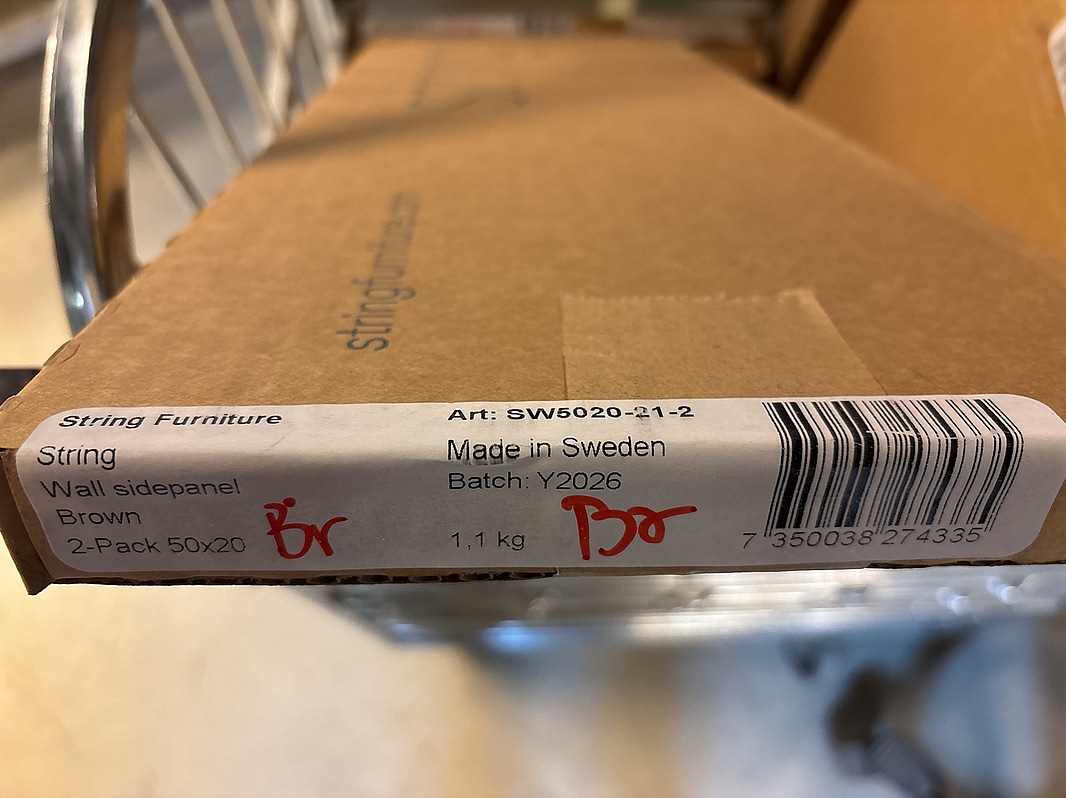 stringfurniture.com
String Furniture
String
Wall sidepanel
Brown
2-Pack 50x20
Br
Art: SW5020-21-2
Made in Sweden
Batch: Y2026
1,1 kg
Br
7 350038 274335